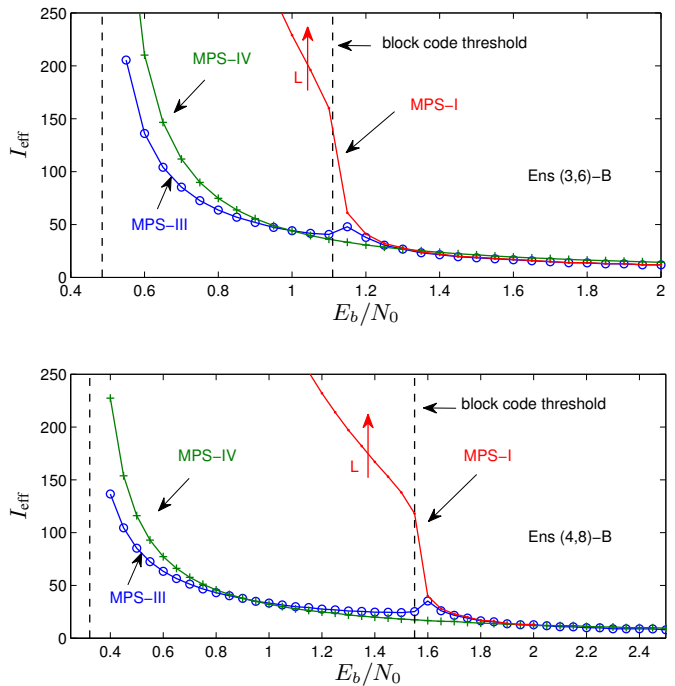 250
200
150
100
50
0
I_eff
MPS−IV
MPS−III
L
block code threshold
MPS−I
Ens (3,6)−B
0.4 0.6 0.8 1 1.2 1.4 1.6 1.8 2
E_b/N_0
250
200
150
100
50
0
I_eff
MPS−IV
MPS−III
L
block code threshold
MPS−I
Ens (4,8)−B
0.4 0.6 0.8 1.0 1.2 1.4 1.6 1.8 2.0 2.2 2.4
E_b/N_0